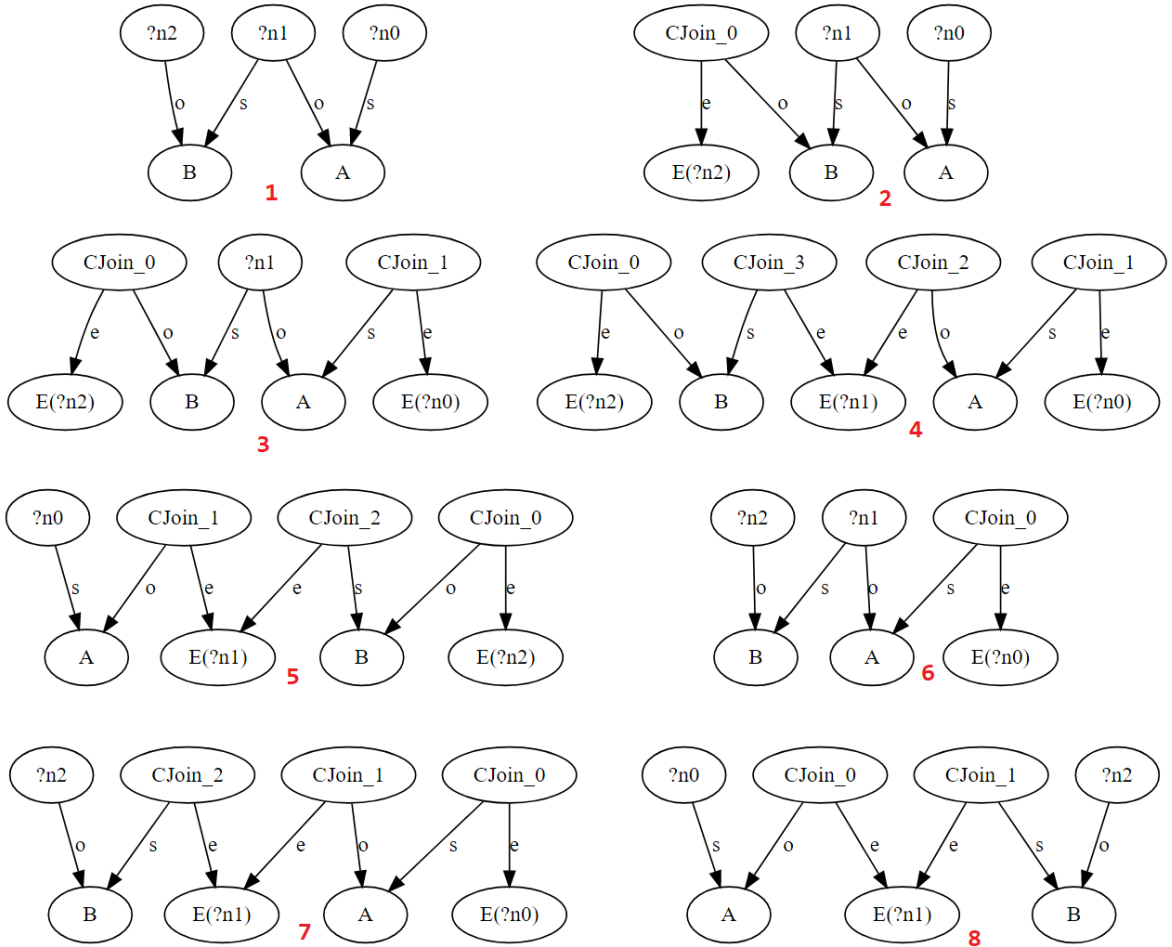 ?n2 ?n1 ?n0 CJoin_0 ?n1 ?n0
o s o s e o s o s
B A E(?n2) B A
1 2
CJoin_0 ?n1 CJoin_1 CJoin_0 CJoin_3 CJoin_2 CJoin_1
e o s o s e e o s e e o s e
E(?n2) B A E(?n0) E(?n2) B E(?n1) A E(?n0)
3 4
?n0 CJoin_1 CJoin_2 CJoin_0 ?n2 ?n1 CJoin_0
s o e e s o e o s o s e
A E(?n1) B E(?n2) B A E(?n0)
5 6
?n2 CJoin_2 CJoin_1 CJoin_0 ?n0 CJoin_0 CJoin_1 ?n2
o s e e o s e s o e e s o
B E(?n1) A E(?n0) A E(?n1) B
7 8